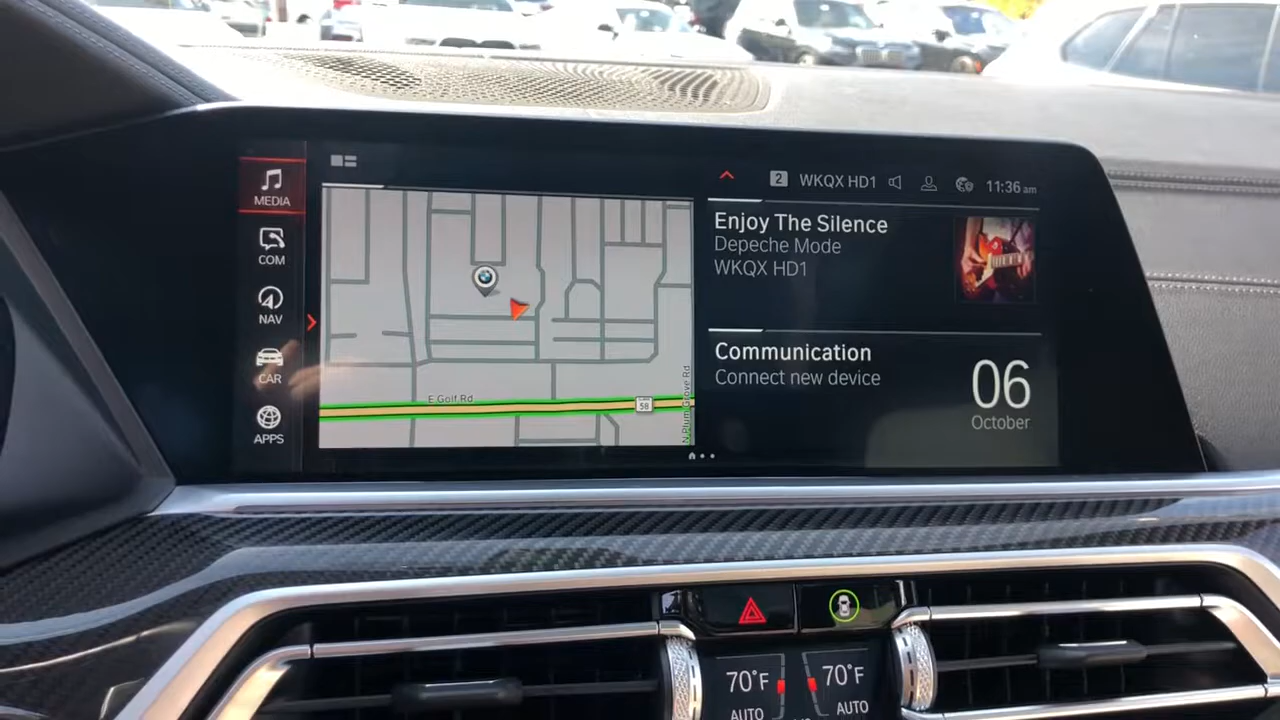 MEDIA
COM
NAV
CAR
APPS
2 WKQX HD1 11:36 am
E Golf Rd
58
N Plum Grove Rd
Enjoy The Silence
Depeche Mode
WKQX HD1
Communication
Connect new device
06
October
70°F
AUTO
70°F
AUTO